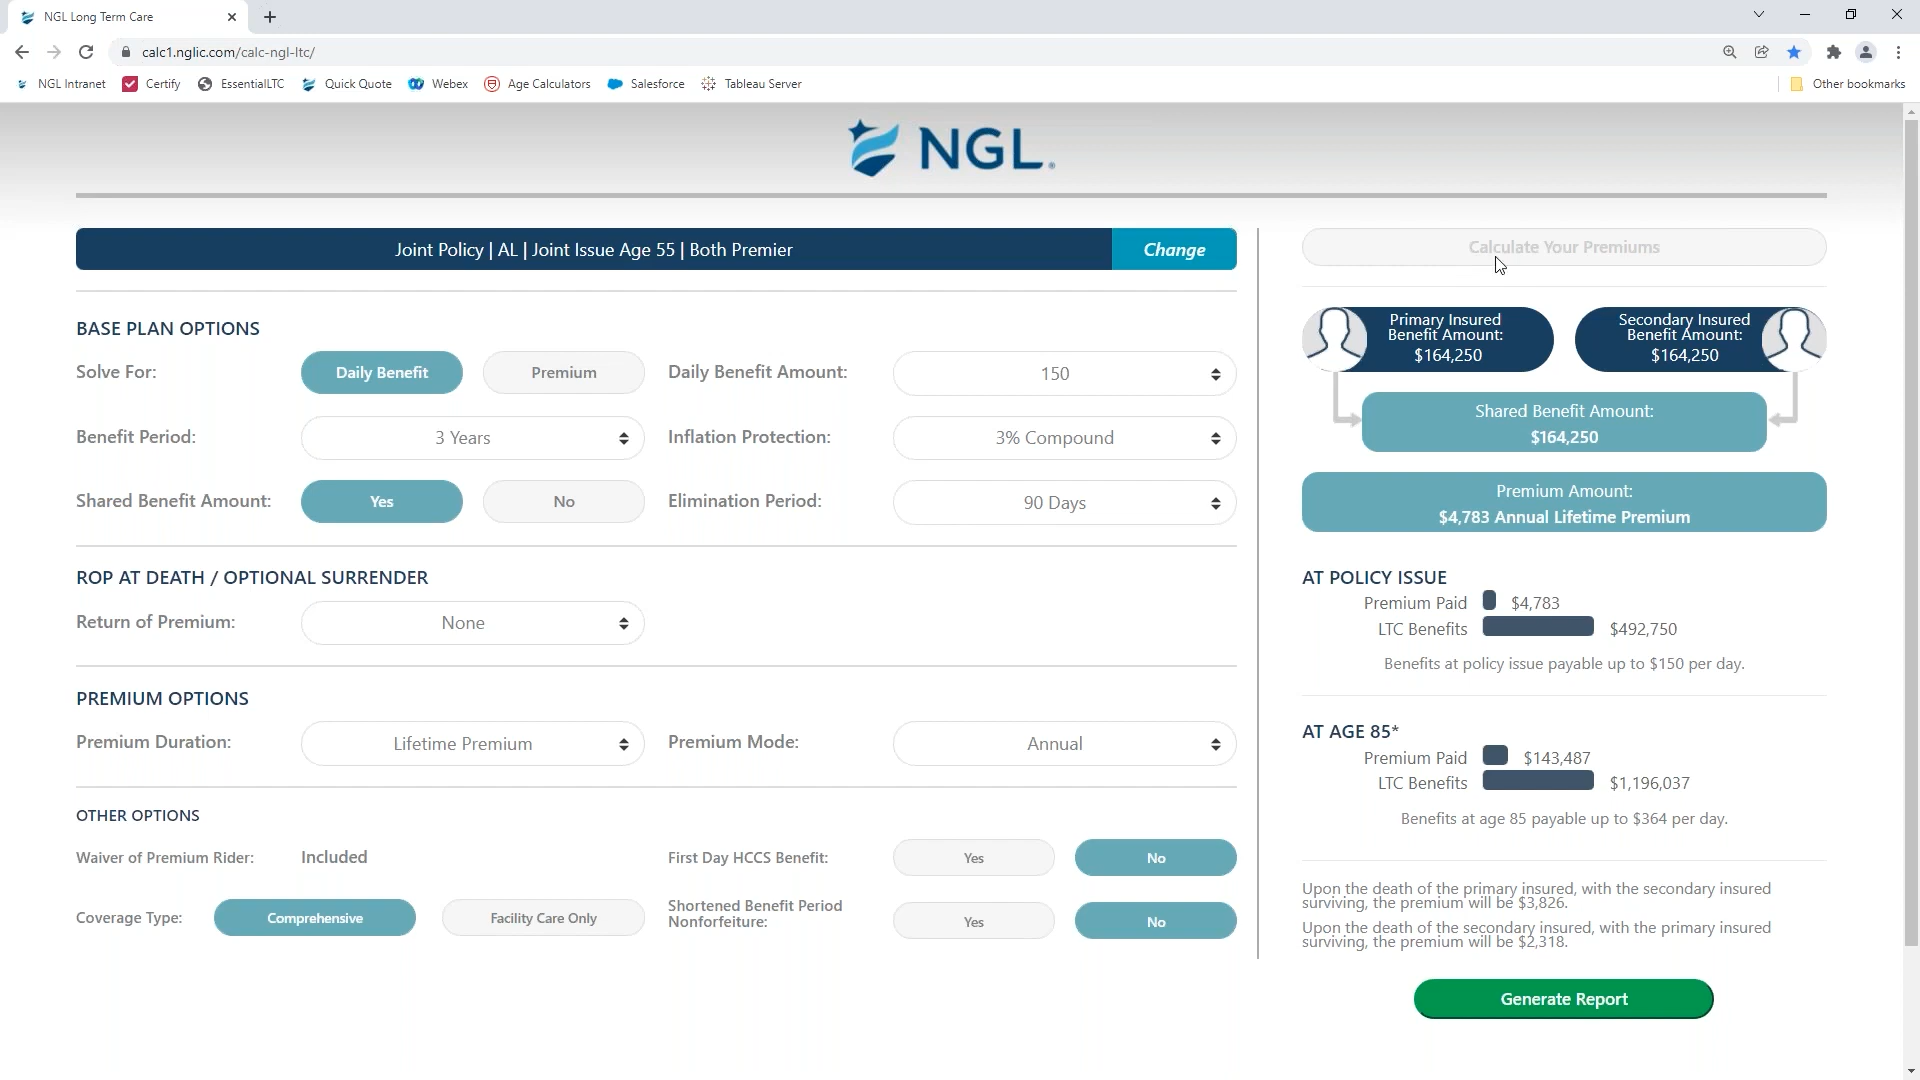 NGL Long Term Care
calc1.nglic.com/calc-ngl-ltc/
NGL Intranet
Certify
EssentialLTC
Quick Quote
Webex
Age Calculators
Salesforce
Tableau Server
Other bookmarks
NGL®
Joint Policy | AL | Joint Issue Age 55 | Both Premier
Change
BASE PLAN OPTIONS
Solve For: Daily Benefit Premium
Daily Benefit Amount: 150
Benefit Period: 3 Years
Inflation Protection: 3% Compound
Shared Benefit Amount: Yes No
Elimination Period: 90 Days
ROP AT DEATH / OPTIONAL SURRENDER
Return of Premium: None
PREMIUM OPTIONS
Premium Duration: Lifetime Premium
Premium Mode: Annual
OTHER OPTIONS
Waiver of Premium Rider: Included
First Day HCCS Benefit: Yes No
Coverage Type: Comprehensive Facility Care Only
Shortened Benefit Period
Nonforfeiture: Yes No
Calculate Your Premiums
Primary Insured
Benefit Amount:
$164,250
Secondary Insured
Benefit Amount:
$164,250
Shared Benefit Amount:
$164,250
Premium Amount:
$4,783 Annual Lifetime Premium
AT POLICY ISSUE
Premium Paid $4,783
LTC Benefits $492,750
Benefits at policy issue payable up to $150 per day.
AT AGE 85*
Premium Paid $143,487
LTC Benefits $1,196,037
Benefits at age 85 payable up to $364 per day.
Upon the death of the primary insured, with the secondary insured
surviving, the premium will be $3,826.
Upon the death of the secondary insured, with the primary insured
surviving, the premium will be $2,318.
Generate Report